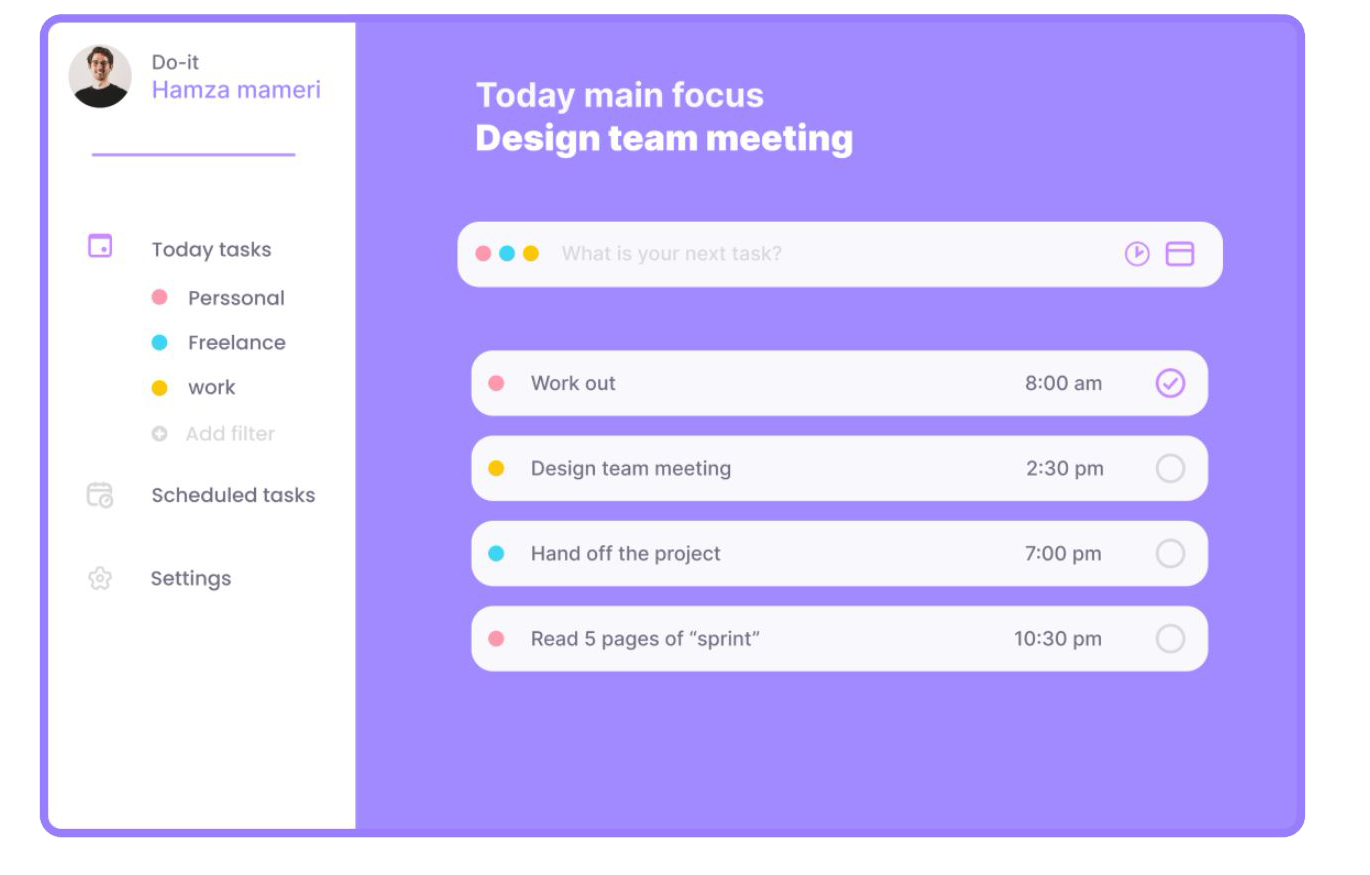 Do-it
Hamza mameri
Today tasks
Perssonal
Freelance
work
Add filter
Scheduled tasks
Settings
Today main focus
Design team meeting
What is your next task?
Work out 8:00 am
Design team meeting 2:30 pm
Hand off the project 7:00 pm
Read 5 pages of “sprint” 10:30 pm